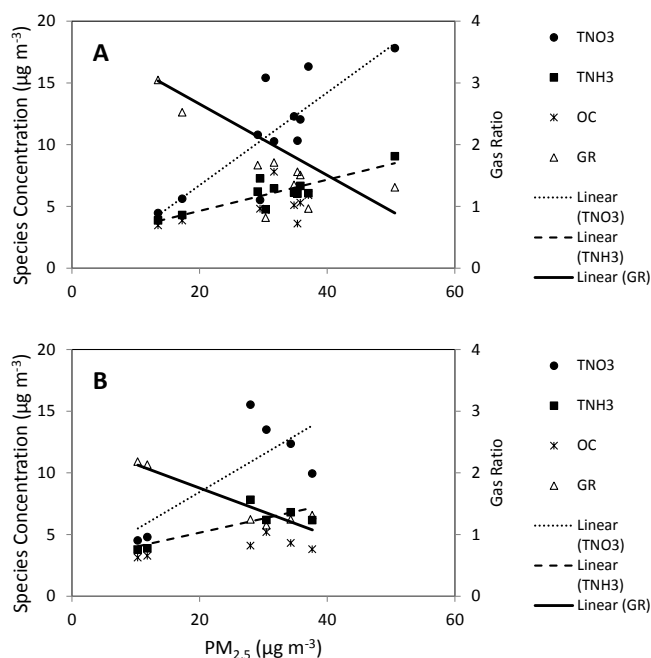 A
20
15
10
5
0
Species Concentration (µg m-3)
4
3
2
1
0
Gas Ratio
0 20 40 60
TNO3
TNH3
OC
GR
Linear
(TNO3)
Linear
(TNH3)
Linear (GR)
B
20
15
10
5
0
Species Concentration (µg m-3)
4
3
2
1
0
Gas Ratio
0 20 40 60
PM2.5 (µg m-3)
TNO3
TNH3
OC
GR
Linear
(TNO3)
Linear
(TNH3)
Linear (GR)